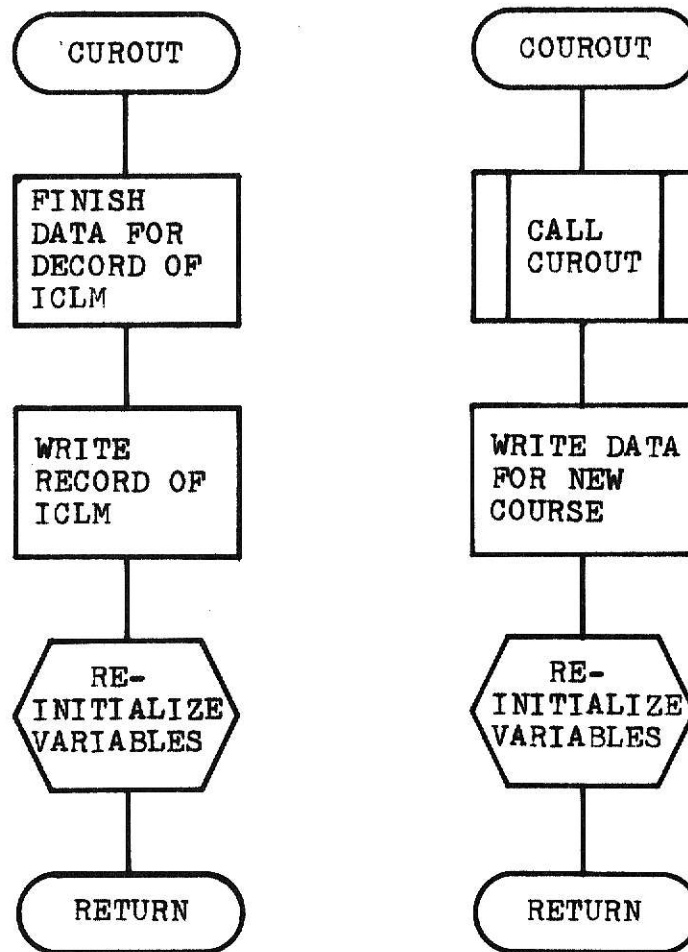 CUROUT
FINISH
DATA FOR
DECORD OF
ICLM
WRITE
RECORD OF
ICLM
RE-
INITIALIZE
VARIABLES
RETURN
COUROUT
CALL
CUROUT
WRITE DATA
FOR NEW
COURSE
RE-
INITIALIZE
VARIABLES
RETURN